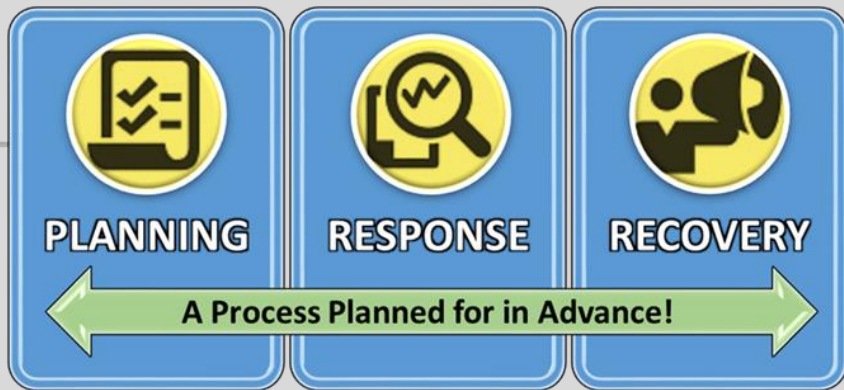 PLANNING
RESPONSE
RECOVERY
A Process Planned for in Advance!